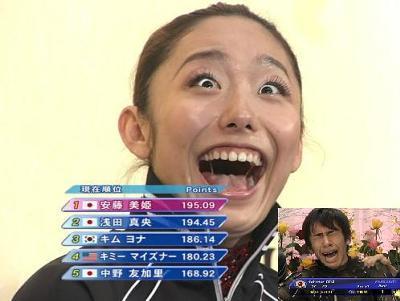 現在順位 Points
1 安藤 美姫 195.09
2 浅田 真央 194.45
3 キム ヨナ 186.14
4 キミー マイズナー 180.23
5 中野 友加里 168.92